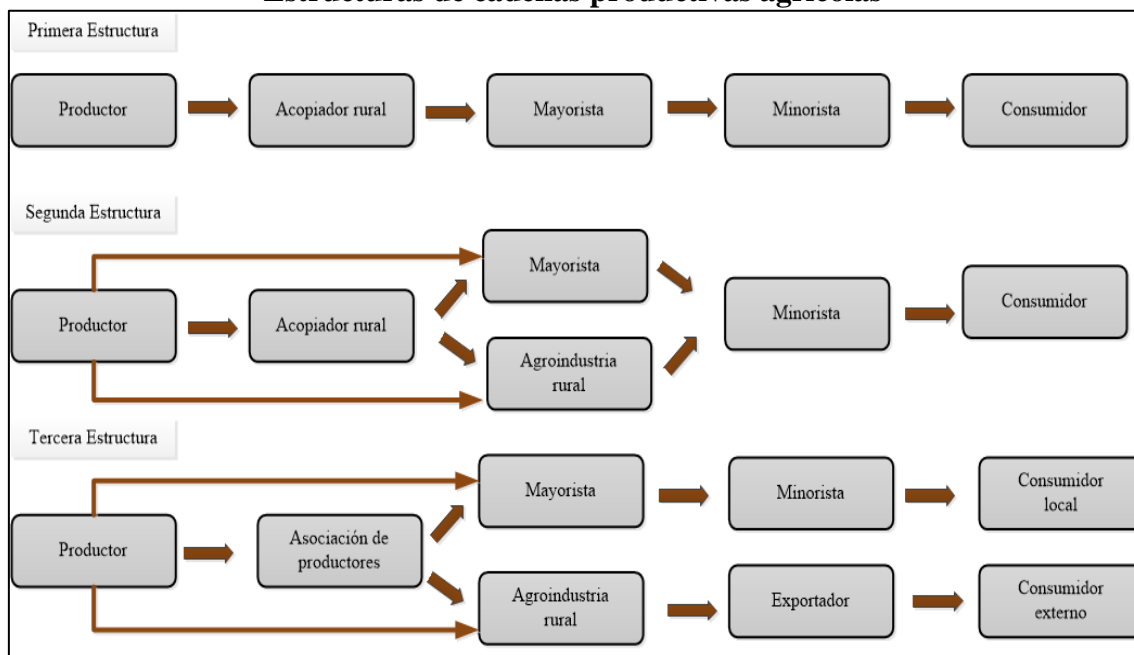 Estructuras de cadenas productivas agrícolas
Primera Estructura
Productor
Acopiador rural
Mayorista
Minorista
Consumidor
Segunda Estructura
Productor
Acopiador rural
Mayorista
Agroindustria
rural
Minorista
Consumidor
Tercera Estructura
Productor
Asociación de
productores
Mayorista
Minorista
Consumidor
local
Agroindustria
rural
Exportador
Consumidor
externo